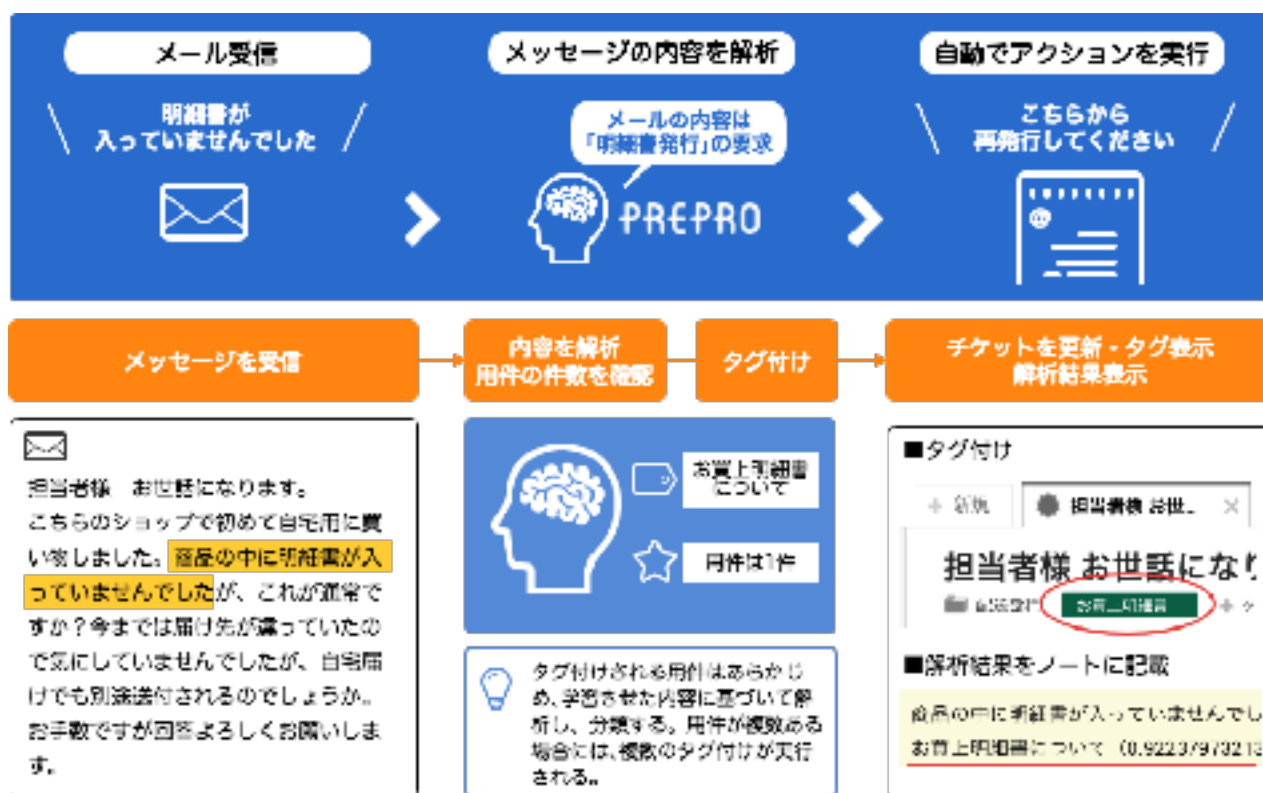 メール受信
メッセージの内容を解析
自動でアクションを実行
明細書が
入っていませんでした
メールの内容は
「明細書発行」の要求
PREPRO
こちらから
再発行してください
@
メッセージを受信
内容を解析
用件の件数を確認
タグ付け
チケットを更新・タグ表示
解析結果表示
担当者様　お世話になります。
こちらのショップで初めて自宅用に買
い物しました。商品の中に明細書が入
っていませんでしたが、これが通常で
すか？今までは届け先が違っていたの
で気にしていませんでしたが、自宅届
けでも別途送付されるのでしょうか。
お手数ですが回答よろしくお願いしま
す。
お買上明細書
について
用件は1件
タグ付けされる用件はあらかじ
め、学習させた内容に基づいて解
析し、分類する。用件が複数ある
場合には、複数のタグ付けが実行
される。
■タグ付け
+ 新規
担当者様 お世…
×
担当者様 お世話になり
お買上明細書
+ ケ
■解析結果をノートに記載
商品の中に明細書が入っていませんでし
お買上明細書について（0.92237973213